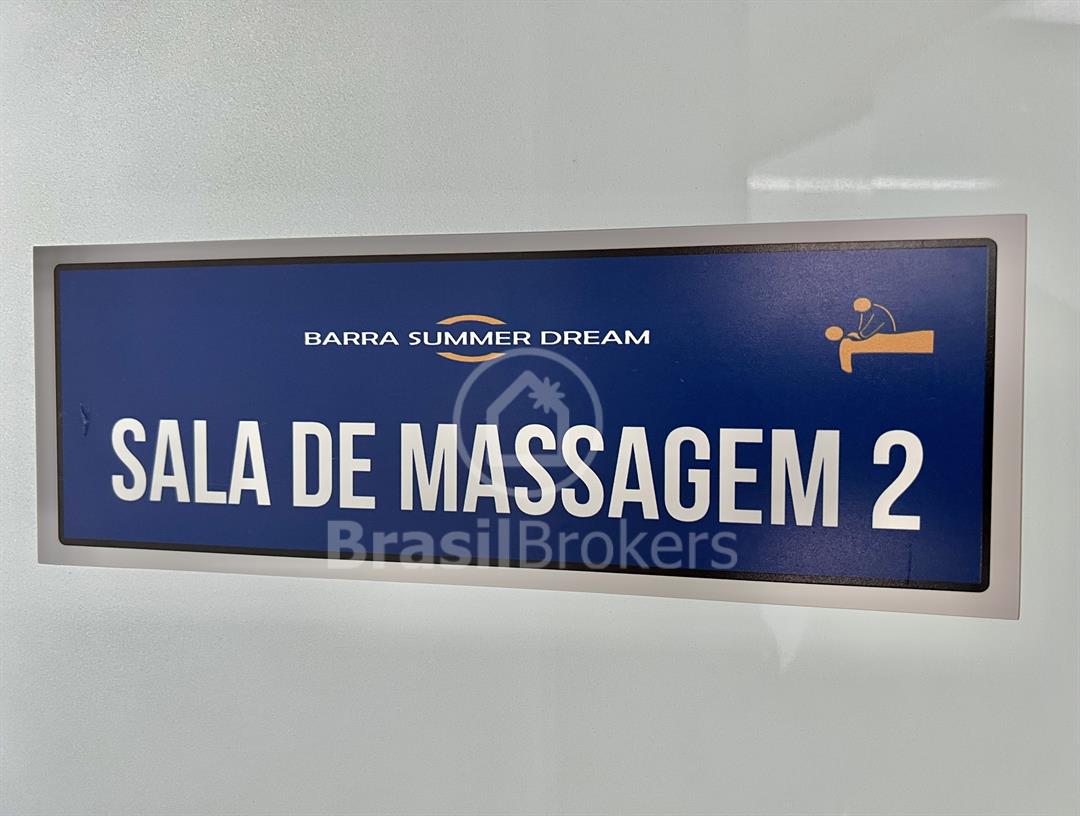 BARRA SUMMER DREAM
SALA DE MASSAGEM 2
BrasilBrokers